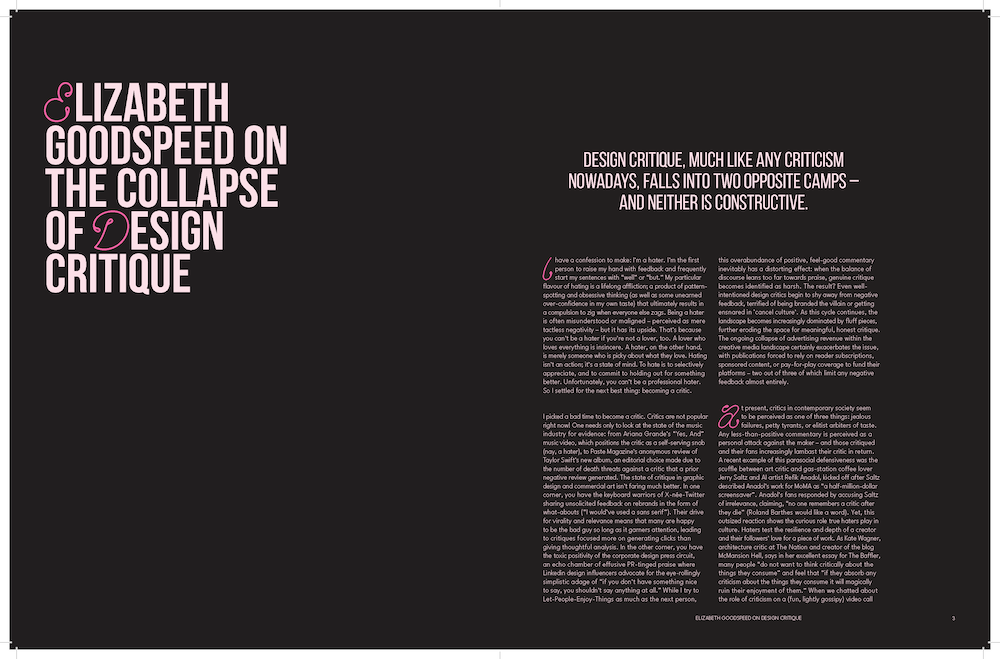 ELIZABETH
GOODSPEED ON
THE COLLAPSE
OF DESIGN
CRITIQUE
DESIGN CRITIQUE, MUCH LIKE ANY CRITICISM
NOWADAYS, FALLS INTO TWO OPPOSITE CAMPS –
AND NEITHER IS CONSTRUCTIVE.
I have a confession to make: I'm a hater. I'm the first
person to raise my hand with feedback and frequently
start my sentences with "well" or "but." My particular
flavour of hating is a lifelong affliction; a product of pattern-
spotting and obsessive thinking (as well as some unearned
over-confidence in my own taste) that ultimately results in
a compulsion to zig when everyone else zags. Being a hater
is often misunderstood or maligned – perceived as mere
tactless negativity – but it has its upside. That's because
you can't be a hater if you're not a lover, too. A lover who
loves everything is insincere. A hater, on the other hand,
is merely someone who is picky about what they love. Hating
isn't an action; it's a state of mind. To hate is to selectively
appreciate, and to commit to holding out for something
better. Unfortunately, you can't be a professional hater.
So I settled for the next best thing: becoming a critic.
I picked a bad time to become a critic. Critics are not popular
right now! One needs only to look at the state of the music
industry for evidence: from Ariana Grande's "Yes, And"
music video, which positions the critic as a self-serving snob
(nay, a hater), to Paste Magazine's anonymous review of
Taylor Swift's new album, an editorial choice made due to
the number of death threats against a critic that a prior
negative review generated. The state of critique in graphic
design and commercial art isn't faring much better. In one
corner, you have the keyboard warriors of X-née-Twitter
sharing unsolicited feedback on rebrands in the form of
what-abouts ("I would've used a sans serif"). Their drive
for virality and relevance means that many are happy
to be the bad guy so long as it garners attention, leading
to critiques focused more on generating clicks than
giving thoughtful analysis. In the other corner, you have
the toxic positivity of the corporate design press circuit,
an echo chamber of effusive PR-tinged praise where
Linkedin design influencers advocate for the eye-rollingly
simplistic adage of "if you don't have something nice
to say, you shouldn't say anything at all." While I try to
Let-People-Enjoy-Things as much as the next person,
this overabundance of positive, feel-good commentary
inevitably has a distorting effect: when the balance of
discourse leans too far towards praise, genuine critique
becomes identified as harsh. The result? Even well-
intentioned design critics begin to shy away from negative
feedback, terrified of being branded the villain or getting
ensnared in 'cancel culture'. As this cycle continues, the
landscape becomes increasingly dominated by fluff pieces,
further eroding the space for meaningful, honest critique.
The ongoing collapse of advertising revenue within the
creative media landscape certainly exacerbates the issue,
with publications forced to rely on reader subscriptions,
sponsored content, or pay-for-play coverage to fund their
platforms – two out of three of which limit any negative
feedback almost entirely.
At present, critics in contemporary society seem
to be perceived as one of three things: jealous
failures, petty tyrants, or elitist arbiters of taste.
Any less-than-positive commentary is perceived as a
personal attack against the maker – and those critiqued
and their fans increasingly lambast their critic in return.
A recent example of this parasocial defensiveness was the
scuffle between art critic and gas-station coffee lover
Jerry Saltz and AI artist Refik Anadol, kicked off after Saltz
described Anadol's work for MoMA as "a half-million-dollar
screensaver". Anadol's fans responded by accusing Saltz
of irrelevance, claiming, "no one remembers a critic after
they die" (Roland Barthes would like a word). Yet, this
outsized reaction shows the curious role true haters play in
culture. Haters test the resilience and depth of a creator
and their followers' love for a piece of work. As Kate Wagner,
architecture critic at The Nation and creator of the blog
McMansion Hell, says in her excellent essay for The Baffler,
many people "do not want to think critically about the
things they consume" and feel that "if they absorb any
criticism about the things they consume it will magically
ruin their enjoyment of them." When we chatted about
the role of criticism on a (fun, lightly gossipy) video call
ELIZABETH GOODSPEED ON DESIGN CRITIQUE
3